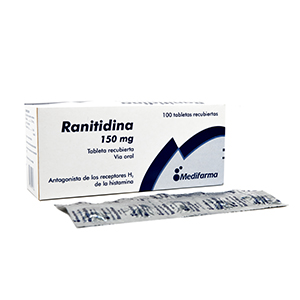 100 tabletas recubiertas
Ranitidina
150 mg
Tableta recubierta
Vía oral
Antagonista de los receptores H₂
de la histamina
Medifarma